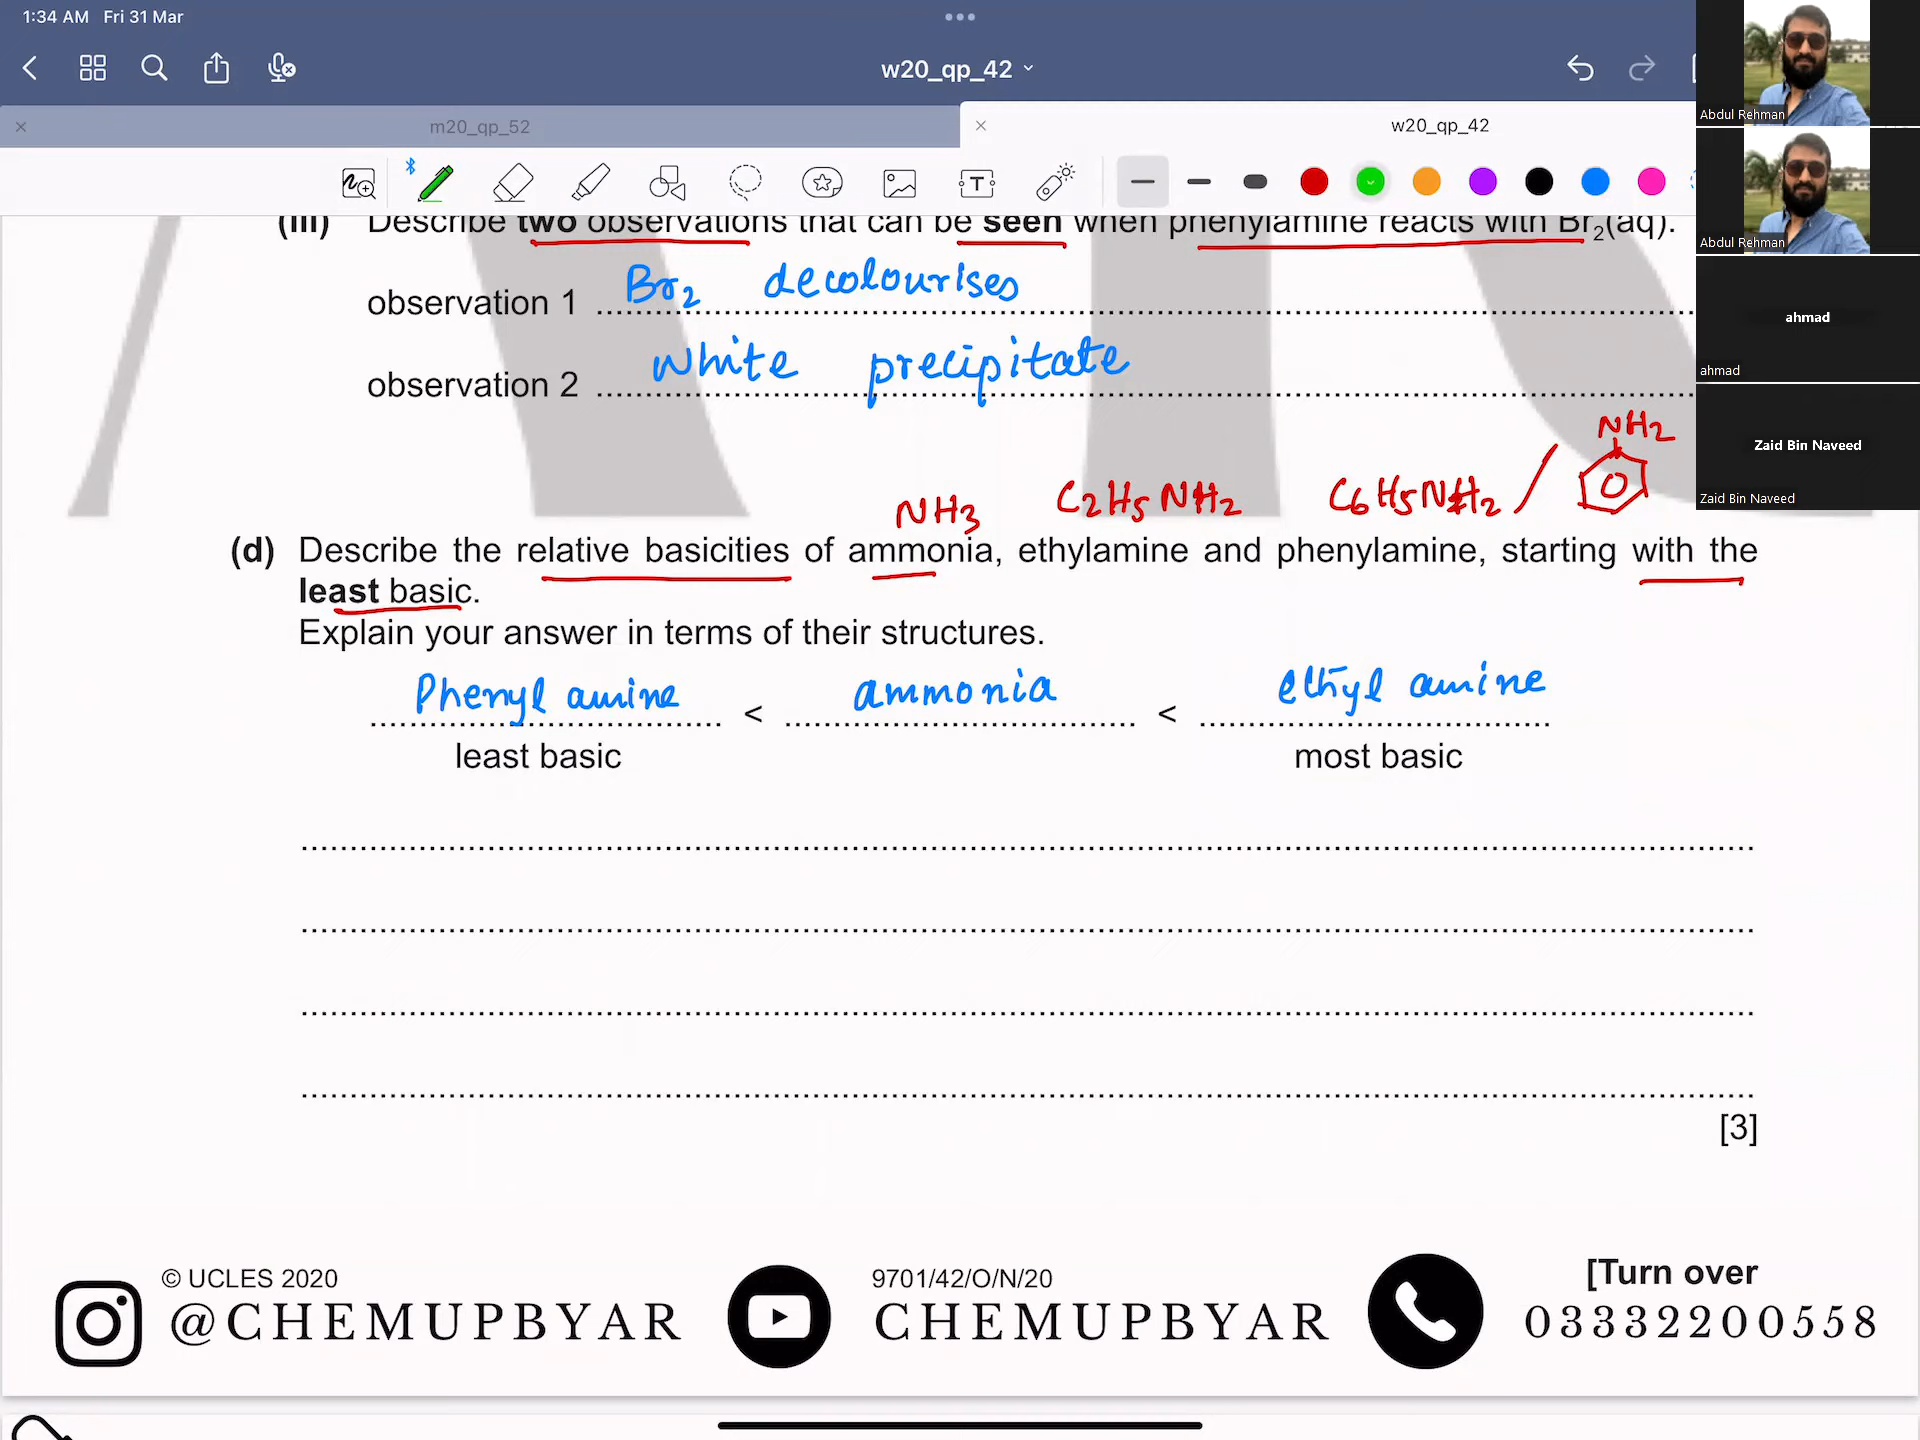 1:34 AM Fri 31 Mar
w20_qp_42
m20_qp_52
w20_qp_42
Abdul Rehman
Abdul Rehman
ahmad
ahmad
Zaid Bin Naveed
Zaid Bin Naveed
(iii) Describe two observations that can be seen when phenylamine reacts with Br2(aq).
observation 1 Br2 decolourises
observation 2 White precipitate
NH2
NH3 C2H5NH2 C6H5NH2 /
(d) Describe the relative basicities of ammonia, ethylamine and phenylamine, starting with the
least basic.
Explain your answer in terms of their structures.
Phenyl amine < ammonia < ethyl amine
least basic most basic
[3]
© UCLES 2020 9701/42/O/N/20 [Turn over
@CHEMUPBYAR CHEMUPBYAR 03332200558